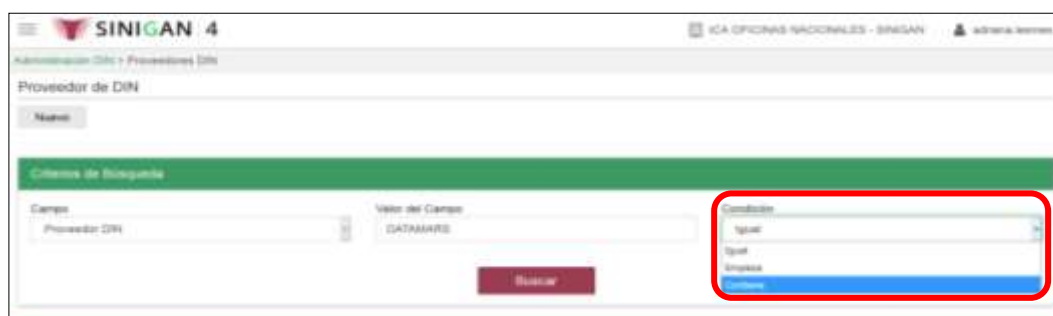 SINIGAN 4
ICA OFICINAS NACIONALES - SINIGAN
Administración DIN > Proveedores DIN
Proveedor de DIN
Nuevo
Criterios de Búsqueda
Campo
Valor del Campo
Condición
Proveedor DIN
DATAMARS
Igual
Igual
Empieza
Contiene
Buscar